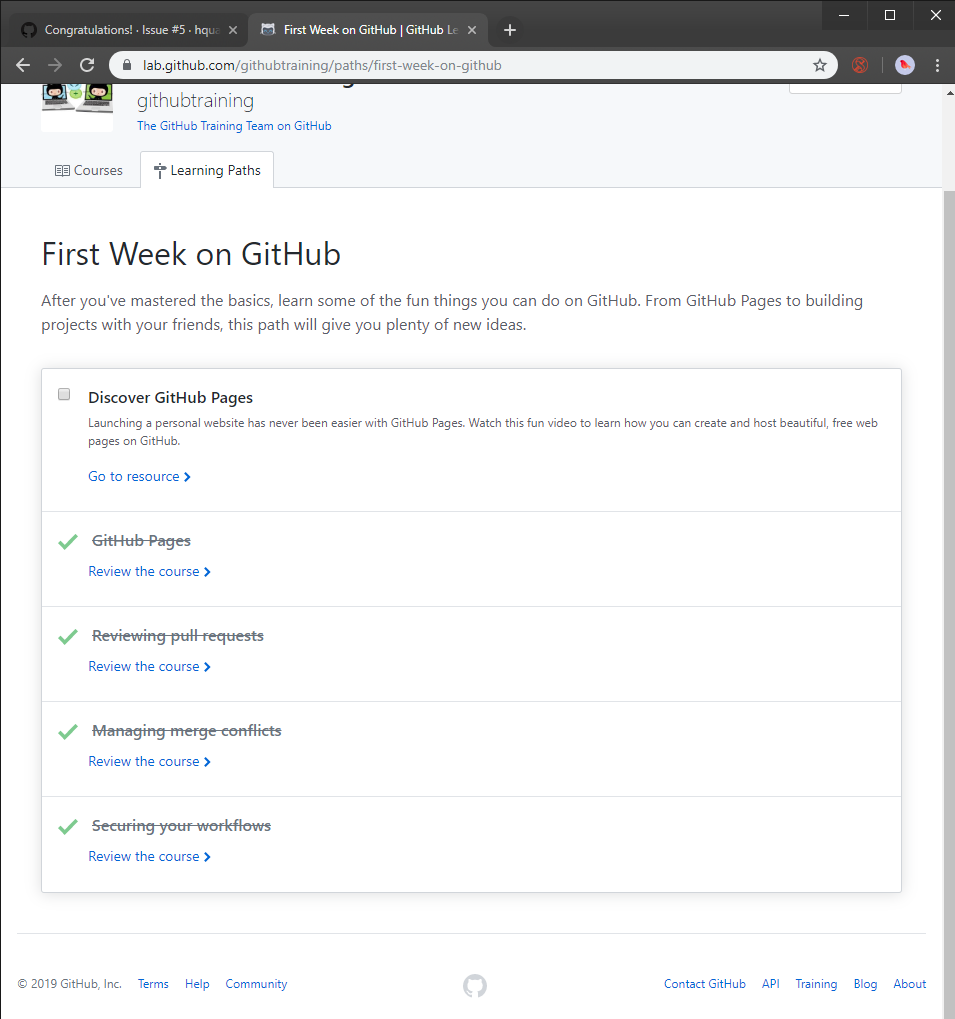 Congratulations! · Issue #5 · hqua
First Week on GitHub | GitHub Le
lab.github.com/githubtraining/paths/first-week-on-github
githubtraining
The GitHub Training Team on GitHub
Courses
Learning Paths
First Week on GitHub
After you've mastered the basics, learn some of the fun things you can do on GitHub. From GitHub Pages to building
projects with your friends, this path will give you plenty of new ideas.
Discover GitHub Pages
Launching a personal website has never been easier with GitHub Pages. Watch this fun video to learn how you can create and host beautiful, free web
pages on GitHub.
Go to resource
GitHub Pages
Review the course
Reviewing pull requests
Review the course
Managing merge conflicts
Review the course
Securing your workflows
Review the course
© 2019 GitHub, Inc. Terms Help Community Contact GitHub API Training Blog About